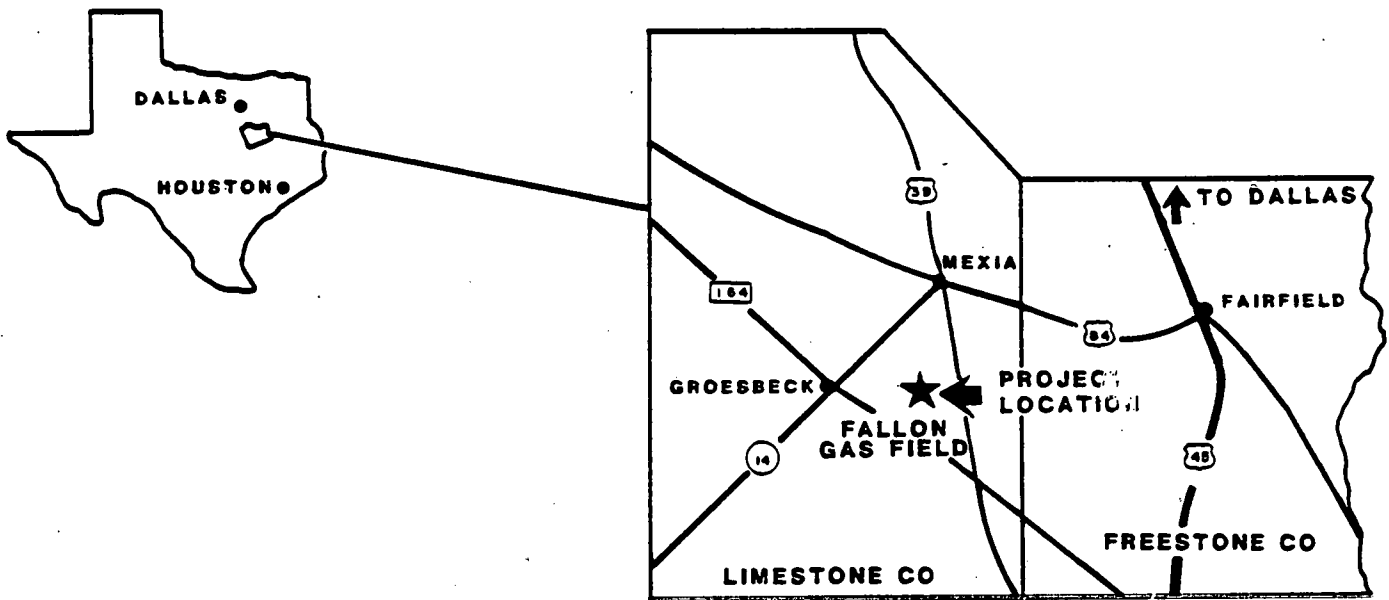 DALLAS
HOUSTON
39
TO DALLAS
MEXIA
164
FAIRFIELD
84
GROESBECK
PROJECT
LOCATION
FALLON
GAS FIELD
14
45
FREESTONE CO
LIMESTONE CO